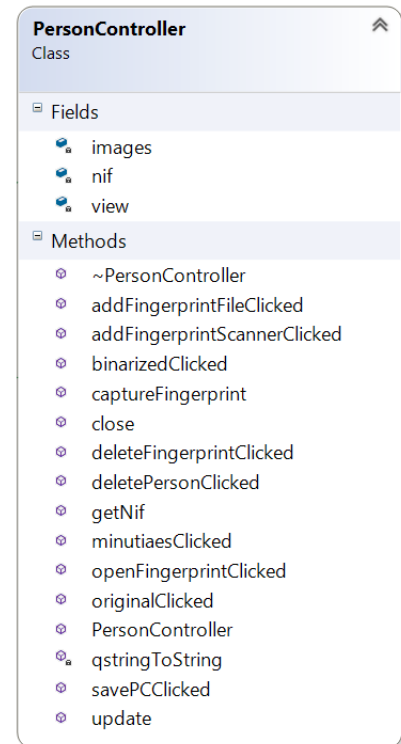 PersonController
Class
Fields
images
nif
view
Methods
~PersonController
addFingerprintFileClicked
addFingerprintScannerClicked
binarizedClicked
captureFingerprint
close
deleteFingerprintClicked
deletePersonClicked
getNif
minutiaesClicked
openFingerprintClicked
originalClicked
PersonController
qstringToString
savePCClicked
update